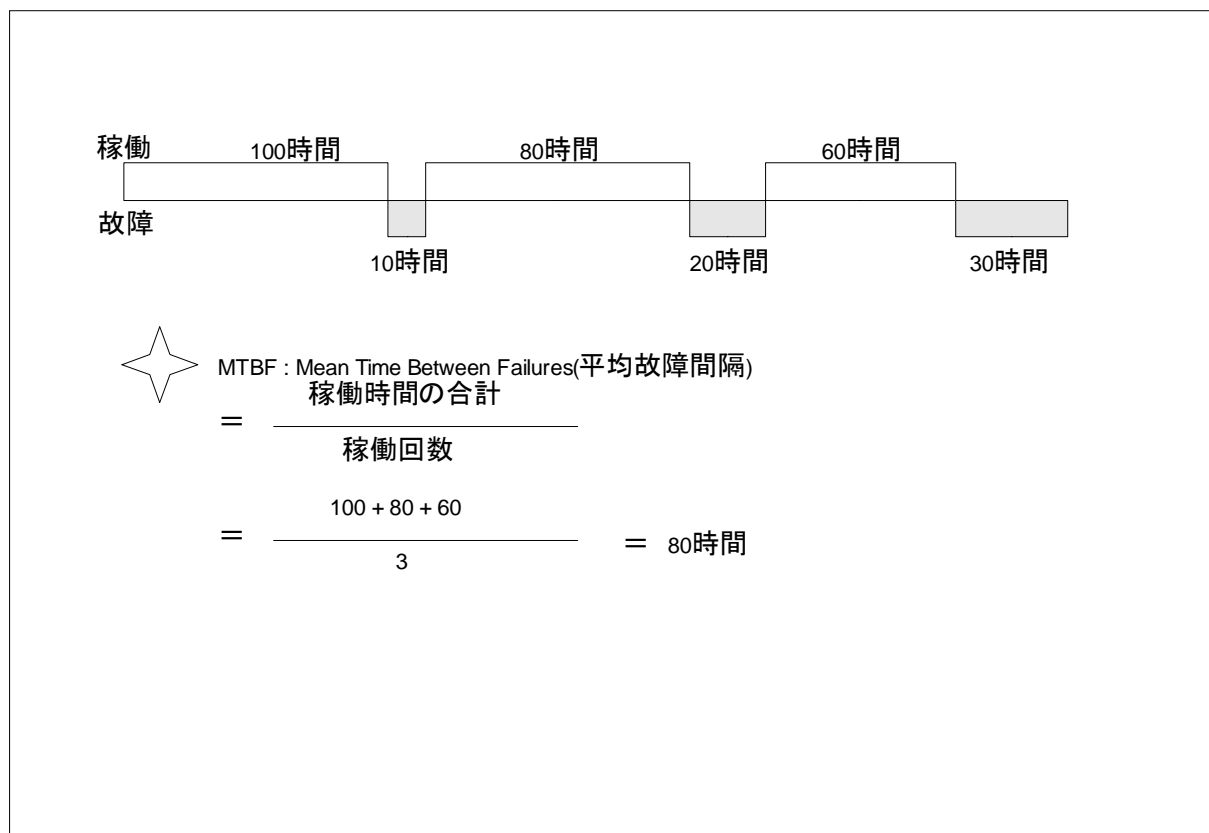 稼働 100時間 80時間 60時間
故障
10時間 20時間 30時間
MTBF : Mean Time Between Failures(平均故障間隔)
稼働時間の合計
＝
稼働回数
100 + 80 + 60
＝ ＝ 80時間
3